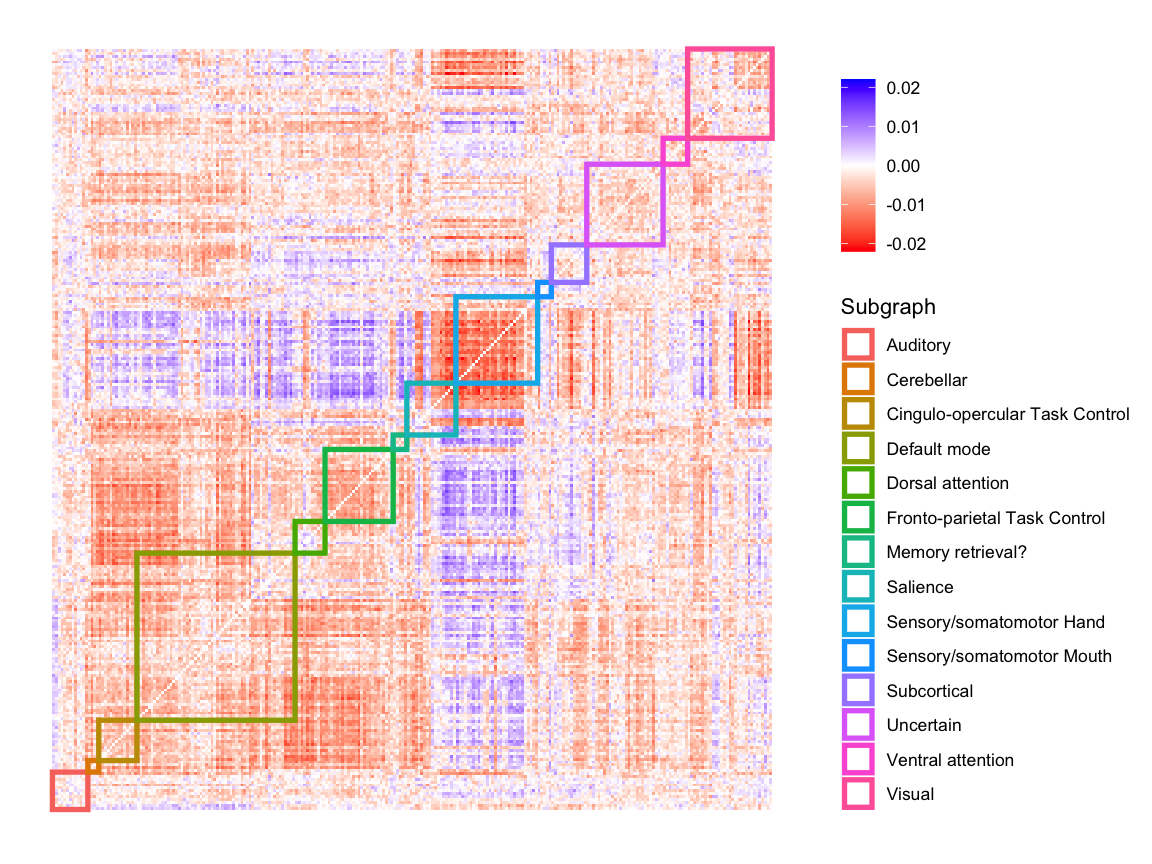 0.02
0.01
0.00
-0.01
-0.02
Subgraph
Auditory
Cerebellar
Cingulo-opercular Task Control
Default mode
Dorsal attention
Fronto-parietal Task Control
Memory retrieval?
Salience
Sensory/somatomotor Hand
Sensory/somatomotor Mouth
Subcortical
Uncertain
Ventral attention
Visual